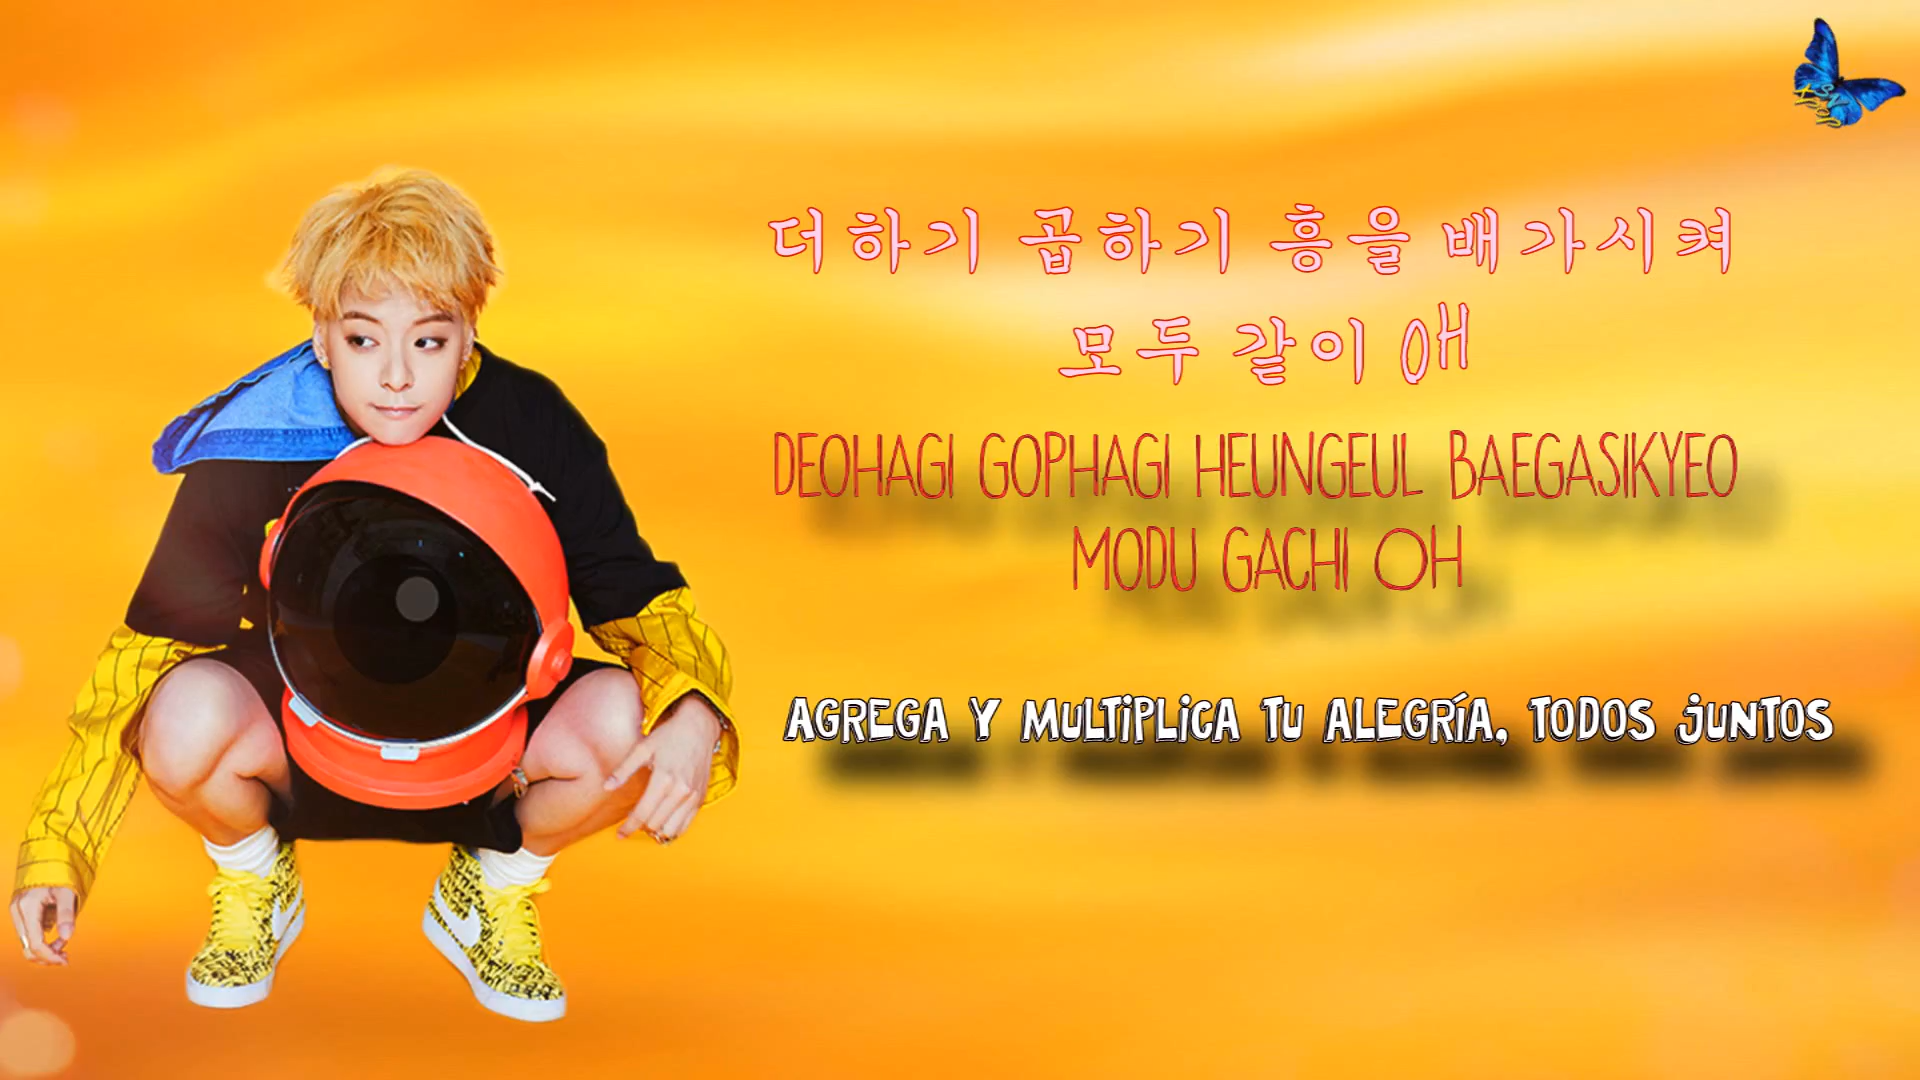 더하기 곱하기 흥을 배가시켜
모두 같이 OH
DEOHAGI GOPHAGI HEUNGEUL BAEGASIKYEO
MODU GACHI OH
AGREGA Y MULTIPLICA TU ALEGRÍA, TODOS JUNTOS